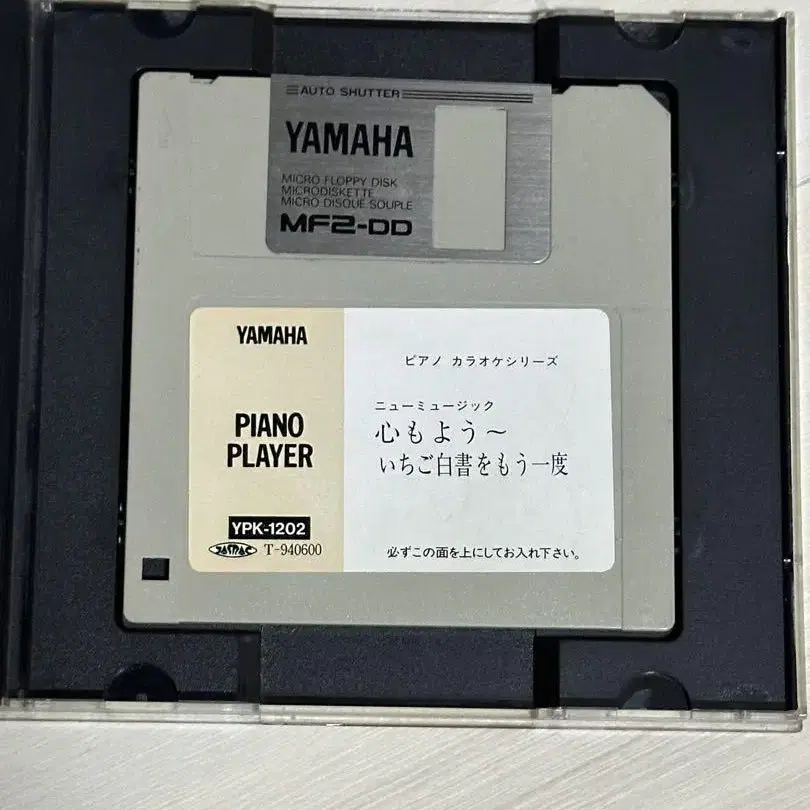 AUTO SHUTTER
YAMAHA
MICRO FLOPPY DISK
MICRODISKETTE
MICRO DISQUE SOUPLE
MF2-DD
YAMAHA
PIANO
PLAYER
YPK-1202
JASRAC T-940600
ピアノ カラオケシリーズ
ニューミュージック
心もよう〜
いちご白書をもう一度
必ずこの面を上にしてお入れ下さい。